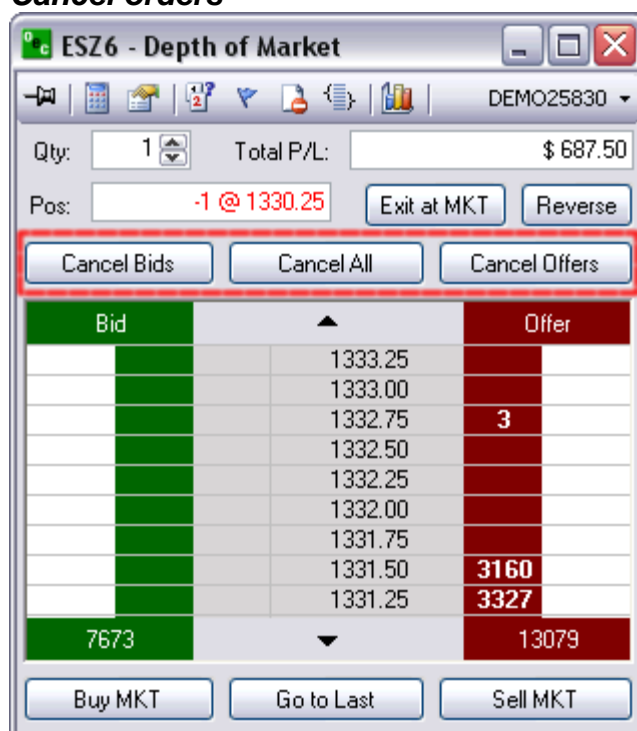 Cancel orders
ESZ6 - Depth of Market
DEMO25830
Qty: 1 Total P/L: $ 687.50
Pos: -1 @ 1330.25 Exit at MKT Reverse
Cancel Bids Cancel All Cancel Offers
Bid Offer
1333.25
1333.00
1332.75 3
1332.50
1332.25
1332.00
1331.75
1331.50 3160
1331.25 3327
7673 13079
Buy MKT Go to Last Sell MKT